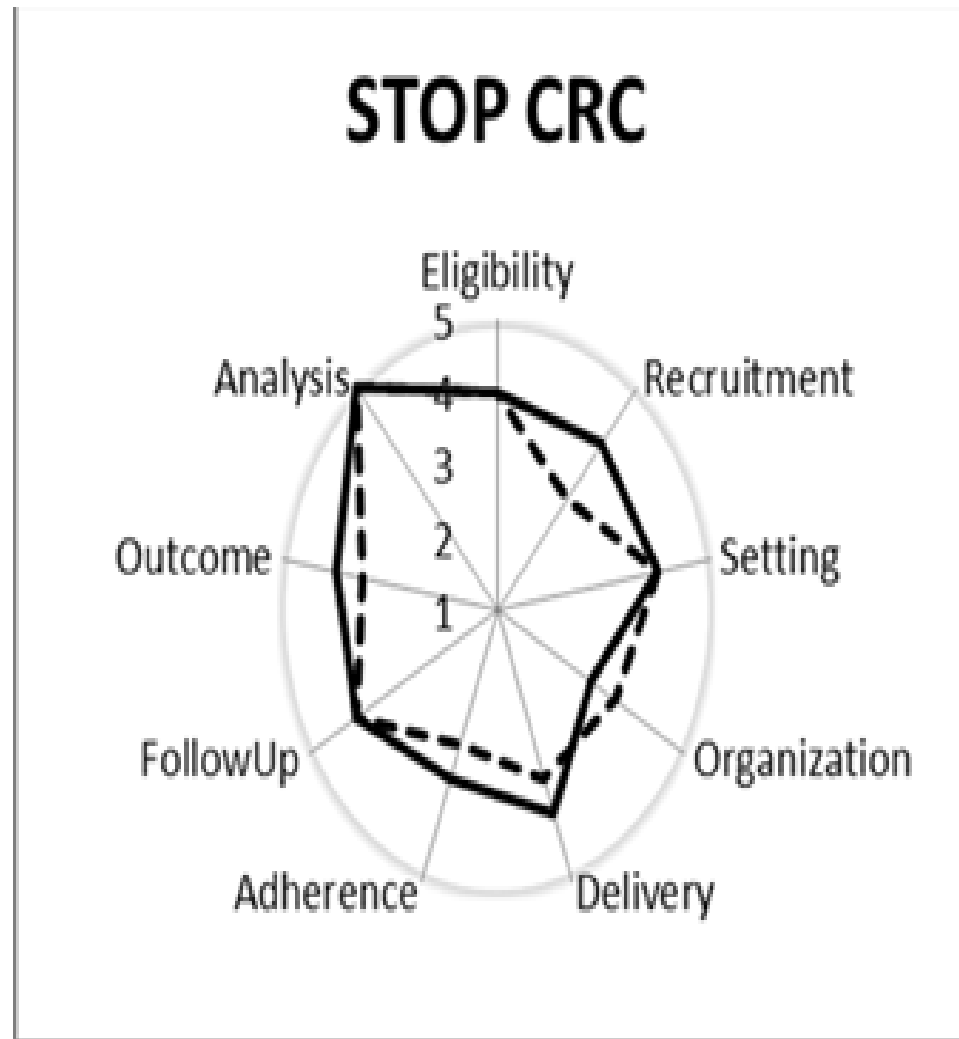 STOP CRC
Eligibility
5
Analysis
4
Recruitment
3
Outcome
2
Setting
1
FollowUp
Organization
Adherence
Delivery